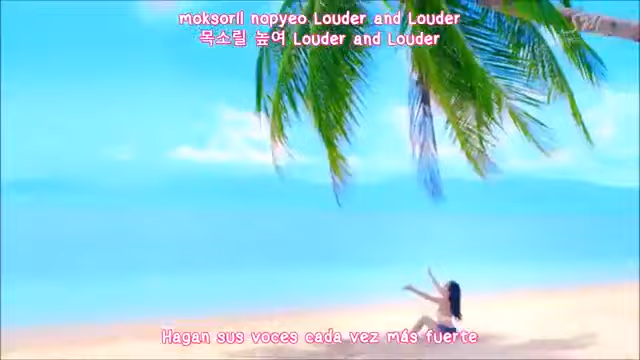 moksoril nopyeo Louder and Louder
목소릴 높여 Louder and Louder
Hagan sus voces cada vez más fuerte